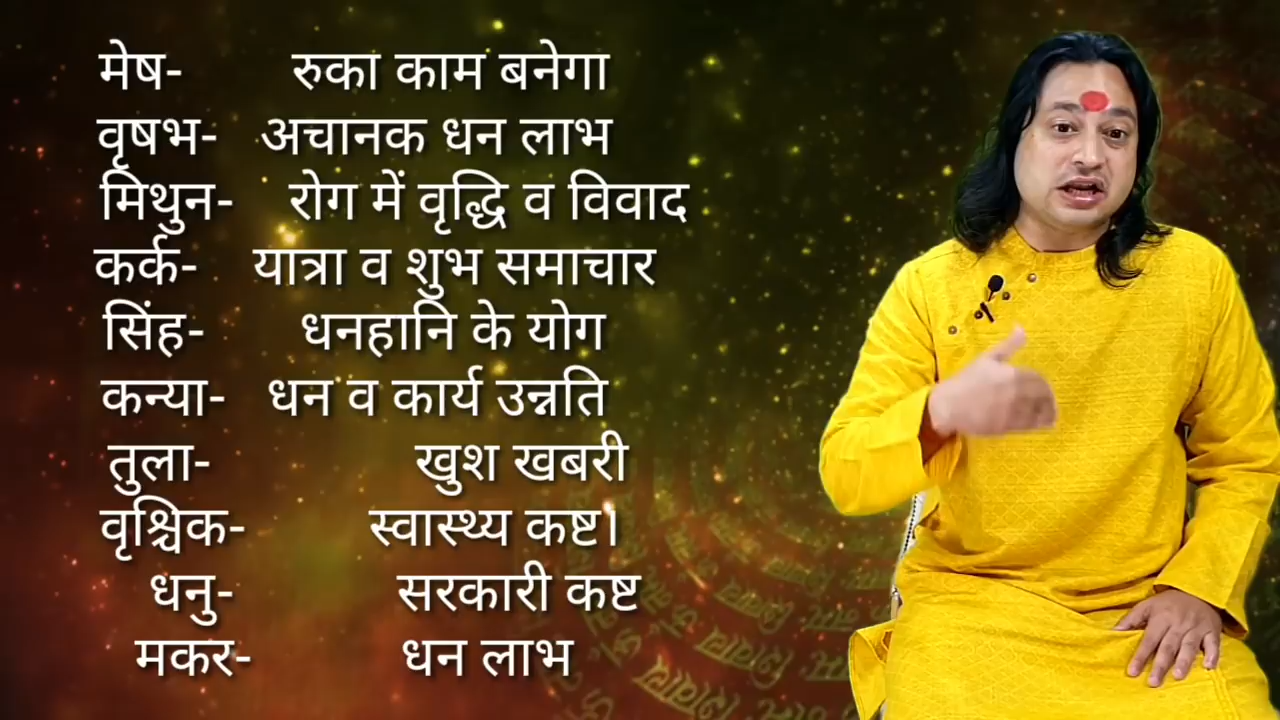 मेष- रुका काम बनेगा
वृषभ- अचानक धन लाभ
मिथुन- रोग में वृद्धि व विवाद
कर्क- यात्रा व शुभ समाचार
सिंह- धनहानि के योग
कन्या- धन व कार्य उन्नति
तुला- खुश खबरी
वृश्चिक- स्वास्थ्य कष्ट।
धनु- सरकारी कष्ट
मकर- धन लाभ